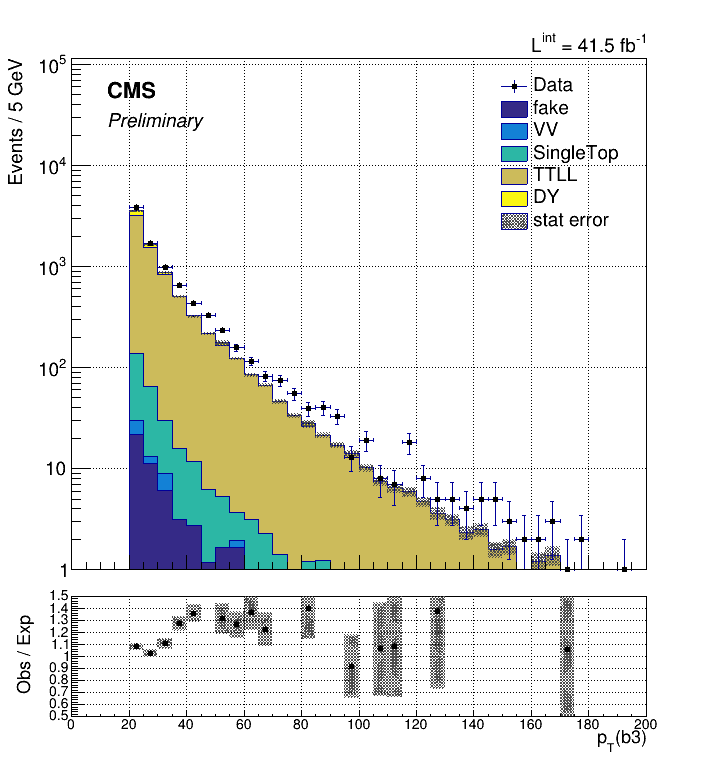 L^int = 41.5 fb^-1
Events / 5 GeV
10^5
10^4
10^3
10^2
10
1
CMS
Preliminary
Data
fake
VV
SingleTop
TTLL
DY
stat error
Obs / Exp
1.5
1.4
1.3
1.2
1.1
1
0.9
0.8
0.7
0.6
0.5
0 20 40 60 80 100 120 140 160 180 200
p_T(b3)